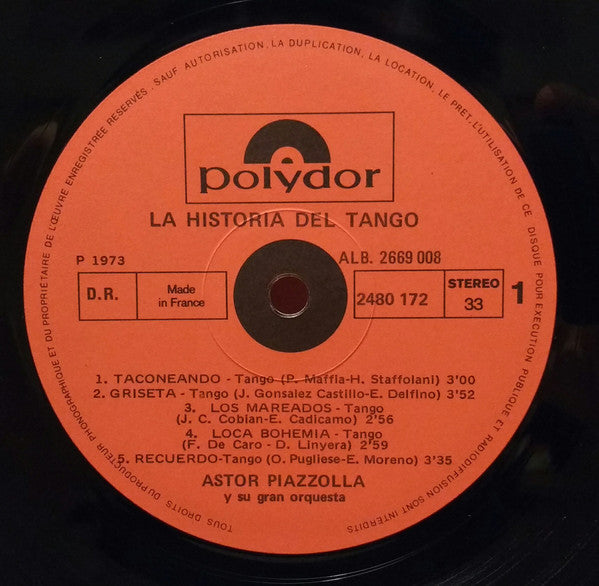 TOUS DROITS DU PRODUCTEUR PHONOGRAPHIQUE ET DU PROPRIÉTAIRE DE L'ŒUVRE ENREGISTRÉE RÉSERVÉS. SAUF AUTORISATION, LA DUPLICATION, LA LOCATION, LE PRET, L'UTILISATION DE CE DISQUE POUR EXECUTION PUBLIQUE ET RADIODIFFUSION SONT INTERDITS
polydor
LA HISTORIA DEL TANGO
P 1973
ALB. 2669 008
D.R.
Made
in France
2480 172
STEREO
33
1
1. TACONEANDO - Tango (P. Maffia-H. Staffolani) 3'00
2. GRISETA - Tango (J. Gonsalez Castillo-E. Delfino) 3'52
3. LOS MAREADOS - Tango
(J. C. Cobian-E. Cadicamo) 2'56
4. LOCA BOHEMIA - Tango
(F. De Caro - D. Linyera) 2'59
5. RECUERDO-Tango (O. Pugliese-E. Moreno) 3'35
ASTOR PIAZZOLLA
y su gran orquesta